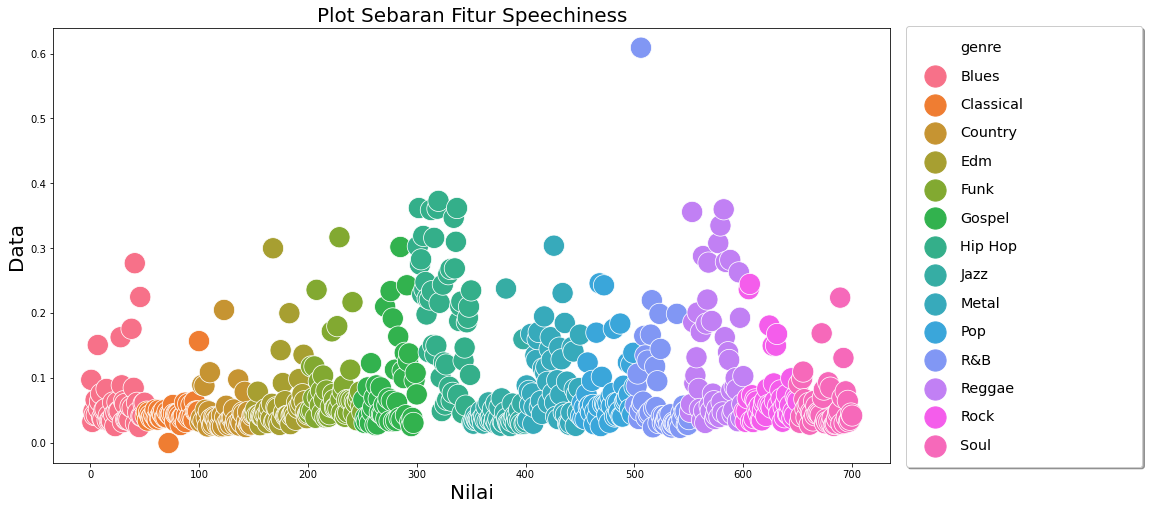 Plot Sebaran Fitur Speechiness
Data
0.6
0.5
0.4
0.3
0.2
0.1
0.0
0 100 200 300 400 500 600 700
Nilai
genre
Blues
Classical
Country
Edm
Funk
Gospel
Hip Hop
Jazz
Metal
Pop
R&B
Reggae
Rock
Soul